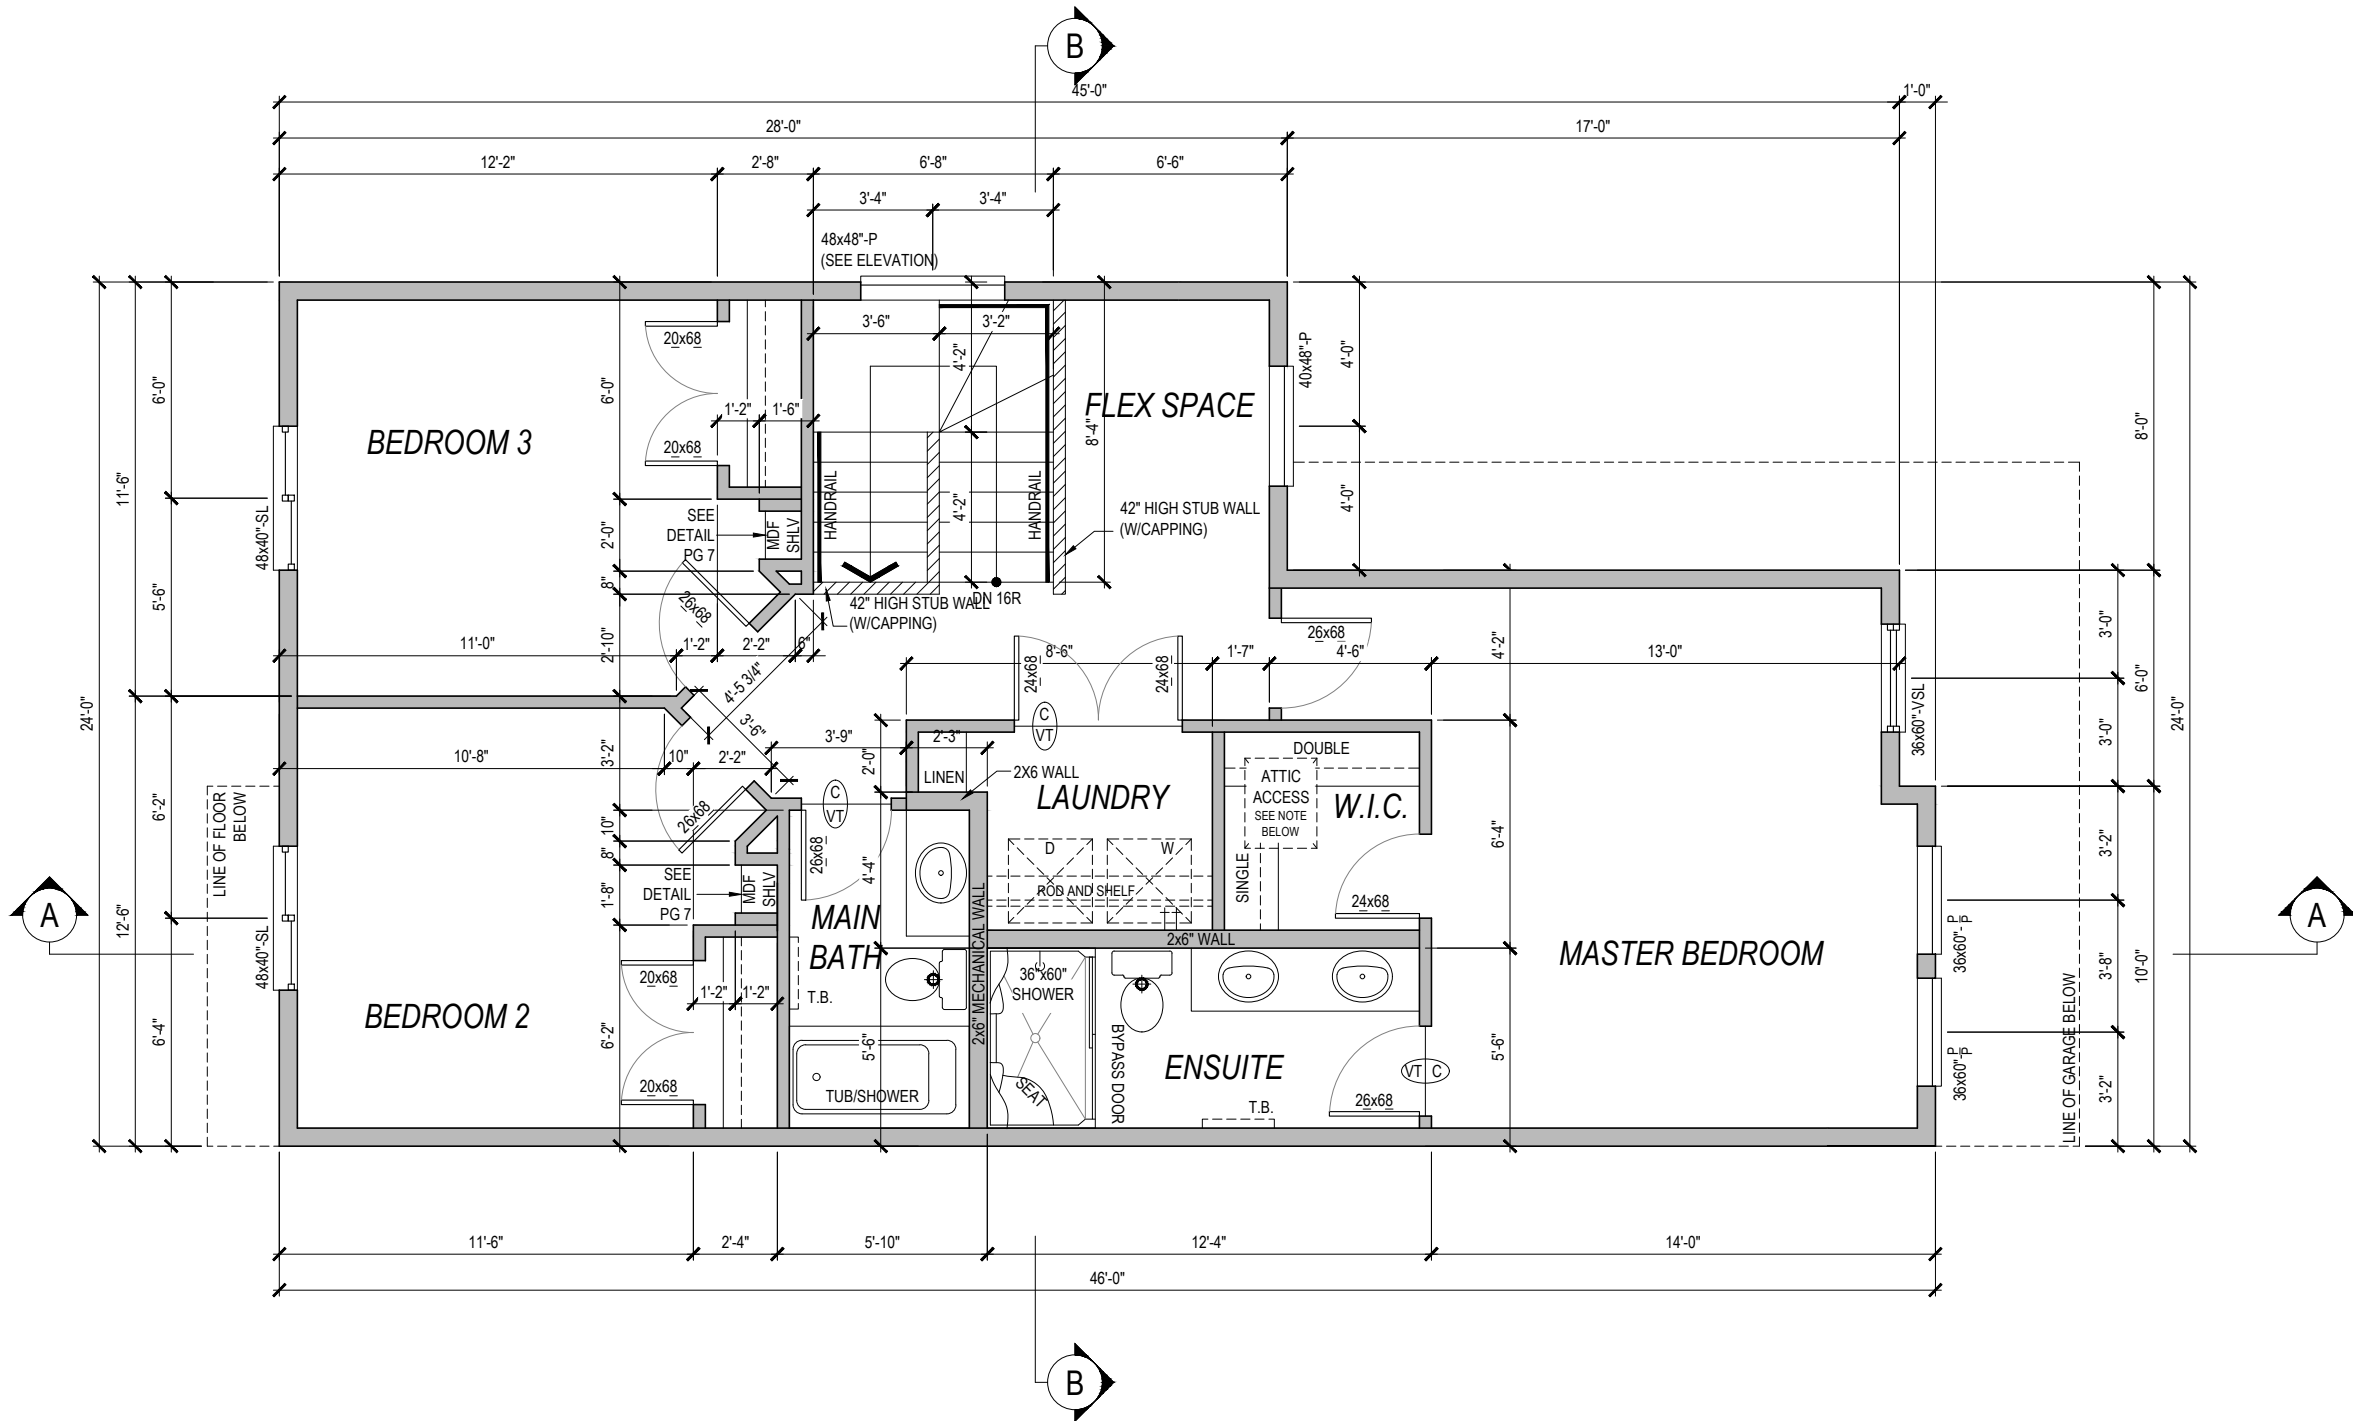 B
45'-0"
1'-0"
28'-0"
17'-0"
12'-2"
2'-8"
6'-8"
6'-6"
3'-4"
3'-4"
48x48"-P
(SEE ELEVATION)
3'-6"
3'-2"
4'-2"
8'-4"
4'-2"
20x68
20x68
1'-2"
1'-6"
6'-0"
BEDROOM 3
FLEX SPACE
40x48"-P
4'-0"
4'-0"
8'-0"
24'-0"
6'-0"
11'-6"
5'-6"
48x40"-SL
HANDRAIL
HANDRAIL
42" HIGH STUB WALL
(W/CAPPING)
SEE
DETAIL
PG 7
MDF
SHLV
2'-0"
8"
2'-10"
26x68
42" HIGH STUB WALL
(W/CAPPING)
DN 16R
11'-0"
1'-2"
2'-2"
6"
4'-5 3/4"
3'-6"
8'-6"
1'-7"
4'-6"
13'-0"
26x68
24x68
24x68
4'-2"
3'-0"
3'-0"
6'-0"
24'-0"
36x60"-VSL
10'-8"
10"
2'-2"
3'-9"
2'-3"
2'-0"
3'-2"
C
VT
C
VT
LINEN
2X6 WALL
LAUNDRY
DOUBLE
ATTIC
ACCESS
SEE NOTE
BELOW
W.I.C.
SINGLE
6'-4"
24x68
D
W
ROD AND SHELF
2x6" WALL
LINE OF FLOOR
BELOW
12'-6"
6'-2"
6'-4"
48x40"-SL
26x68
10"
8"
1'-8"
SEE
DETAIL
PG 7
MDF
SHLV
26x68
4'-4"
MAIN
BATH
2x6" MECHANICAL WALL
A
A
MASTER BEDROOM
3'-2"
3'-8"
3'-2"
10'-0"
36x60"-P
P
36x60"-P
P
LINE OF GARAGE BELOW
BEDROOM 2
20x68
20x68
1'-2"
1'-2"
6'-2"
T.B.
5'-6"
TUB/SHOWER
36"x60"
SHOWER
SEAT
BYPASS DOOR
ENSUITE
T.B.
VT
C
26x68
5'-6"
11'-6"
2'-4"
5'-10"
12'-4"
14'-0"
46'-0"
B